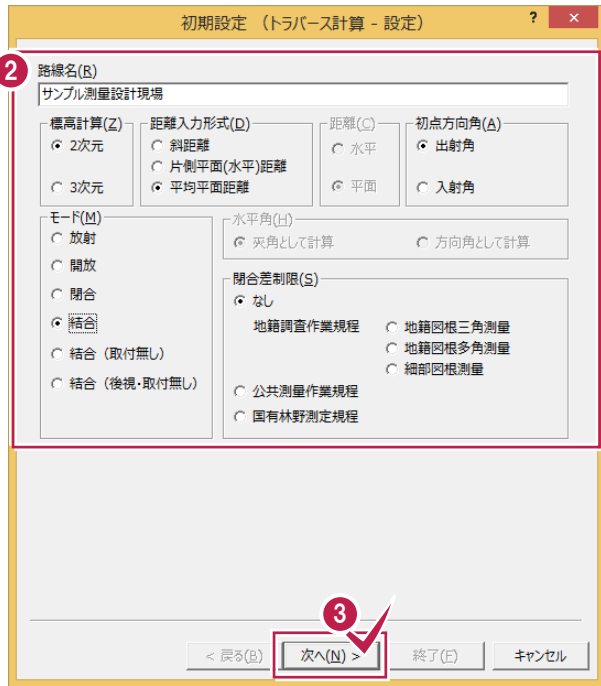 初期設定 （トラバース計算 - 設定）
?
×
2
路線名(R)
サンプル測量設計現場
標高計算(Z)
2次元
3次元
距離入力形式(D)
斜距離
片側平面(水平)距離
平均平面距離
距離(C)
水平
平面
初点方向角(A)
出射角
入射角
モード(M)
放射
開放
閉合
結合
結合（取付無し）
結合（後視・取付無し）
水平角(H)
夾角として計算
方向角として計算
閉合差制限(S)
なし
地籍調査作業規程
地籍図根三角測量
地籍図根多角測量
細部図根測量
公共測量作業規程
国有林野測定規程
3
< 戻る(B)
次へ(N) >
終了(F)
キャンセル